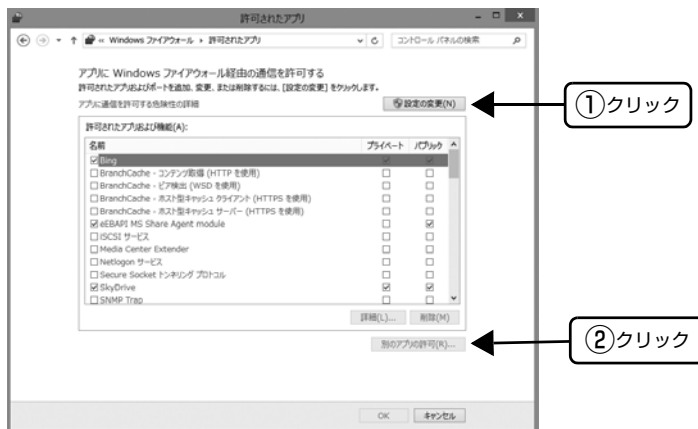 許可されたアプリ
« Windows ファイアウォール › 許可されたアプリ
コントロール パネルの検索
アプリに Windows ファイアウォール経由の通信を許可する
許可されたアプリおよびポートを追加、変更、または削除するには、[設定の変更] をクリックします。
アプリに通信を許可する危険性の詳細
設定の変更(N)
①クリック
許可されたアプリおよび機能(A):
名前 プライベート パブリック
Bing
BranchCache - コンテンツ取得 (HTTP を使用)
BranchCache - ピア検出 (WSD を使用)
BranchCache - ホスト型キャッシュ クライアント (HTTPS を使用)
BranchCache - ホスト型キャッシュ サーバー (HTTPS を使用)
eEBAPI MS Share Agent module
iSCSI サービス
Media Center Extender
Netlogon サービス
Secure Socket トンネリング プロトコル
SkyDrive
SNMP Trap
詳細(L)... 削除(M)
別のアプリの許可(R)...
②クリック
OK キャンセル